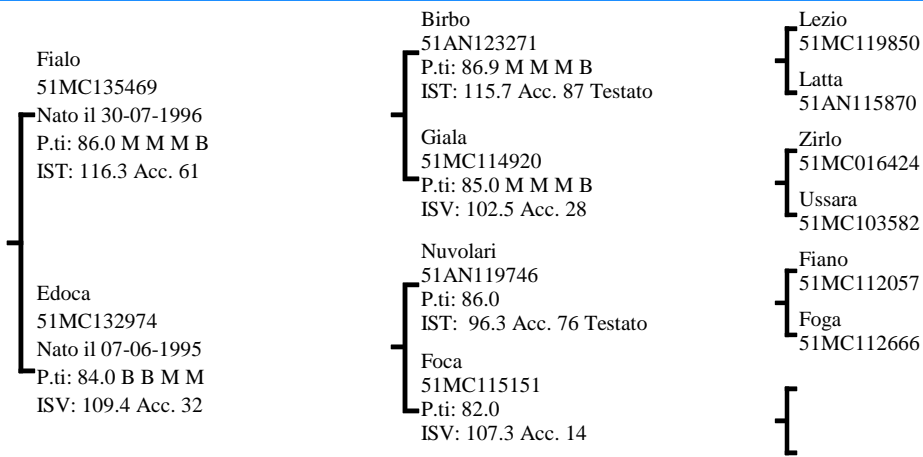 Fialo
51MC135469
Nato il 30-07-1996
P.ti: 86.0 M M M B
IST: 116.3 Acc. 61
Edoca
51MC132974
Nato il 07-06-1995
P.ti: 84.0 B B M M
ISV: 109.4 Acc. 32
Birbo
51AN123271
P.ti: 86.9 M M M B
IST: 115.7 Acc. 87 Testato
Giala
51MC114920
P.ti: 85.0 M M M B
ISV: 102.5 Acc. 28
Nuvolari
51AN119746
P.ti: 86.0
IST: 96.3 Acc. 76 Testato
Foca
51MC115151
P.ti: 82.0
ISV: 107.3 Acc. 14
Lezio
51MC119850
Latta
51AN115870
Zirlo
51MC016424
Ussara
51MC103582
Fiano
51MC112057
Foga
51MC112666